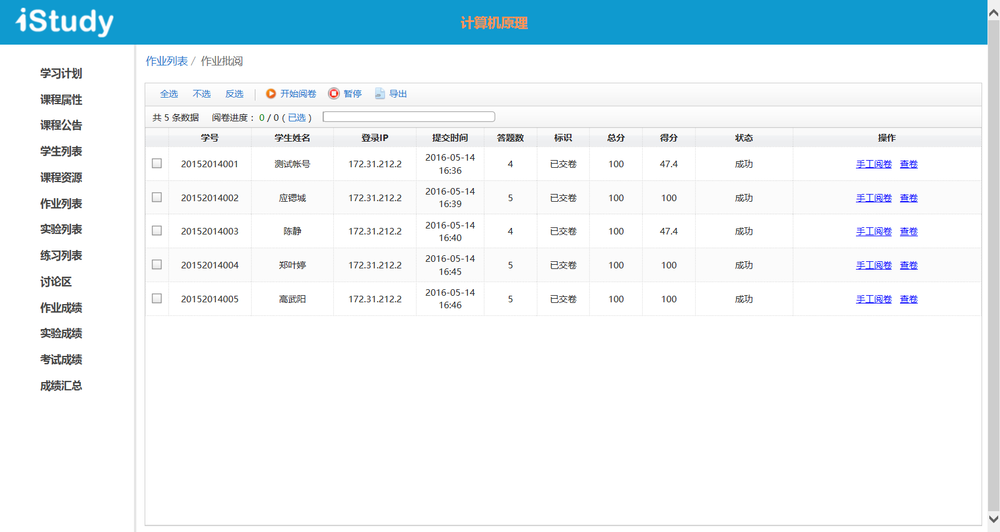 iStudy
计算机原理
学习计划
课程属性
课程公告
学生列表
课程资源
作业列表
实验列表
练习列表
讨论区
作业成绩
实验成绩
考试成绩
成绩汇总
作业列表 / 作业批阅
全选 不选 反选 | 开始阅卷 暂停 导出
共 5 条数据 阅卷进度： 0 / 0 ( 已选 )
学号 学生姓名 登录IP 提交时间 答题数 标识 总分 得分 状态 操作
20152014001 测试帐号 172.31.212.2 2016-05-14 16:36 4 已交卷 100 47.4 成功 手工阅卷 查卷
20152014002 应锶城 172.31.212.2 2016-05-14 16:39 5 已交卷 100 100 成功 手工阅卷 查卷
20152014003 陈静 172.31.212.2 2016-05-14 16:40 4 已交卷 100 47.4 成功 手工阅卷 查卷
20152014004 郑叶婷 172.31.212.2 2016-05-14 16:45 5 已交卷 100 100 成功 手工阅卷 查卷
20152014005 高武阳 172.31.212.2 2016-05-14 16:46 5 已交卷 100 100 成功 手工阅卷 查卷